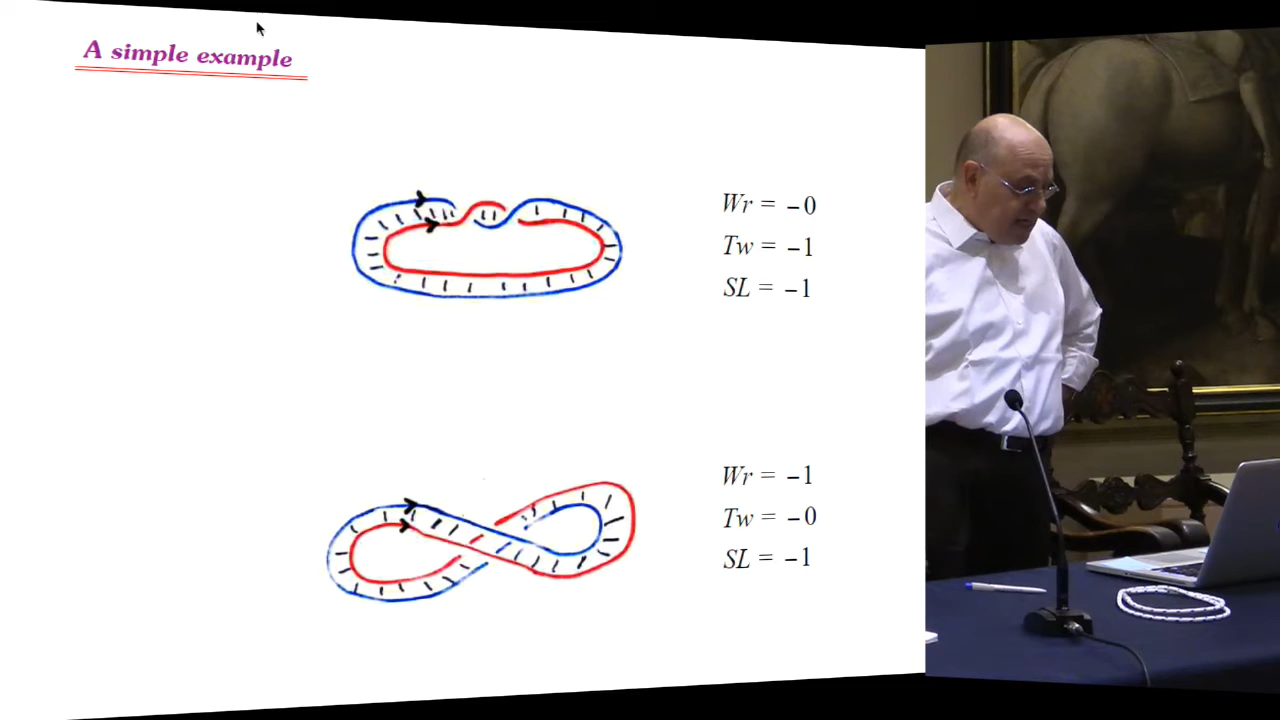 A simple example
Wr = −0
Tw = −1
SL = −1
Wr = −1
Tw = −0
SL = −1